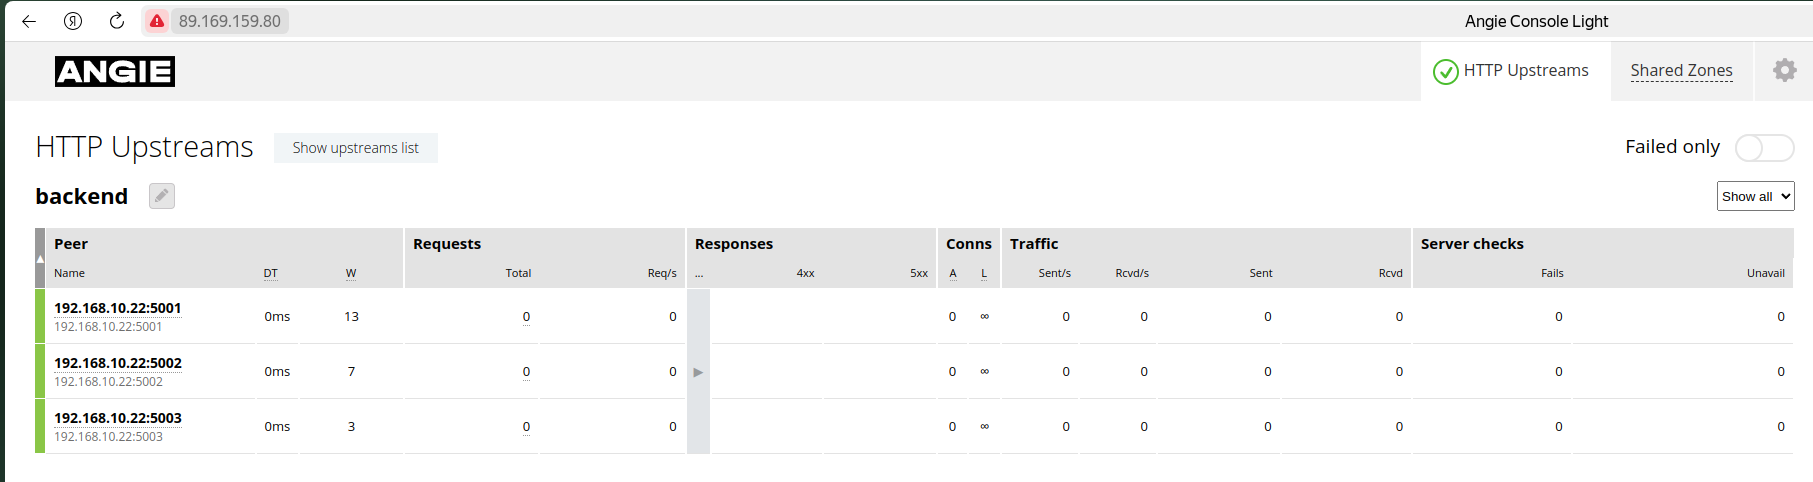 Я 89.169.159.80 Angie Console Light
ANGIE HTTP Upstreams Shared Zones
HTTP Upstreams Show upstreams list Failed only
backend Show all
Peer Requests Responses Conns Traffic Server checks
▲ Name DT W Total Req/s ... 4xx 5xx A L Sent/s Rcvd/s Sent Rcvd Fails Unavail
192.168.10.22:5001 0ms 13 0 0 0 ∞ 0 0 0 0 0 0
192.168.10.22:5001
192.168.10.22:5002 0ms 7 0 0 ▶ 0 ∞ 0 0 0 0 0 0
192.168.10.22:5002
192.168.10.22:5003 0ms 3 0 0 0 ∞ 0 0 0 0 0 0
192.168.10.22:5003